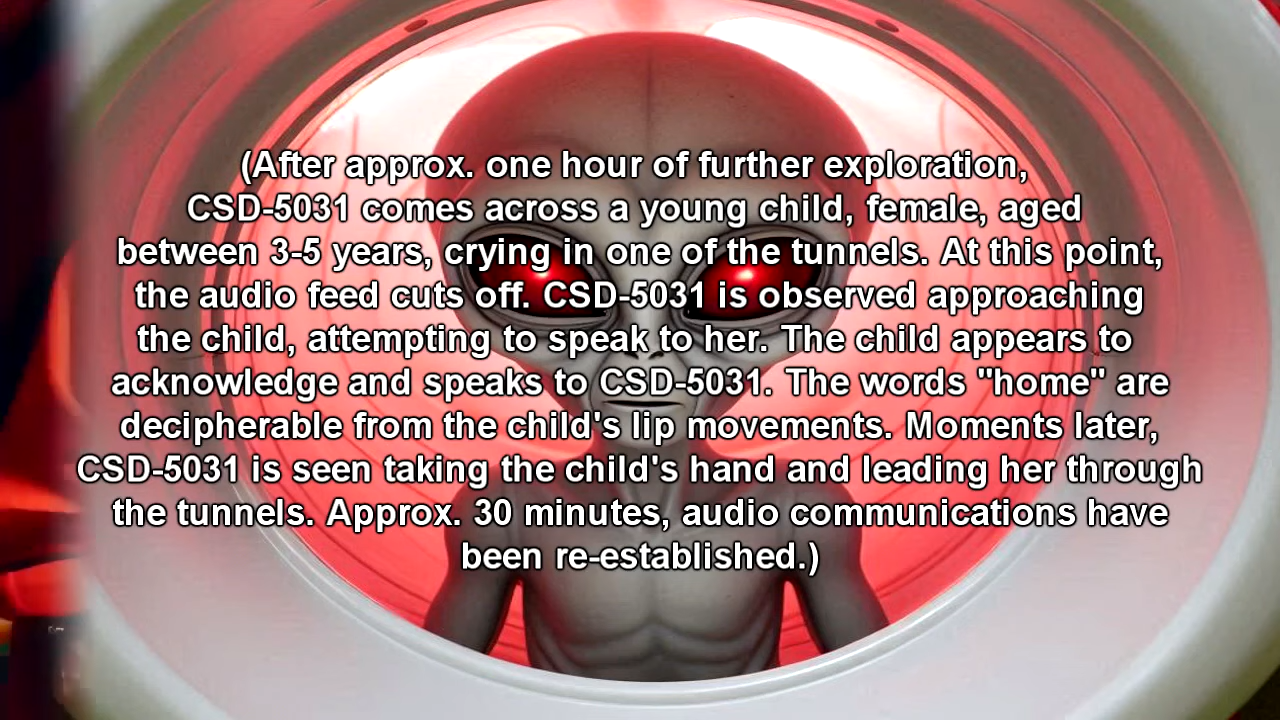 (After approx. one hour of further exploration,
CSD-5031 comes across a young child, female, aged
between 3-5 years, crying in one of the tunnels. At this point,
the audio feed cuts off. CSD-5031 is observed approaching
the child, attempting to speak to her. The child appears to
acknowledge and speaks to CSD-5031. The words "home" are
decipherable from the child's lip movements. Moments later,
CSD-5031 is seen taking the child's hand and leading her through
the tunnels. Approx. 30 minutes, audio communications have
been re-established.)